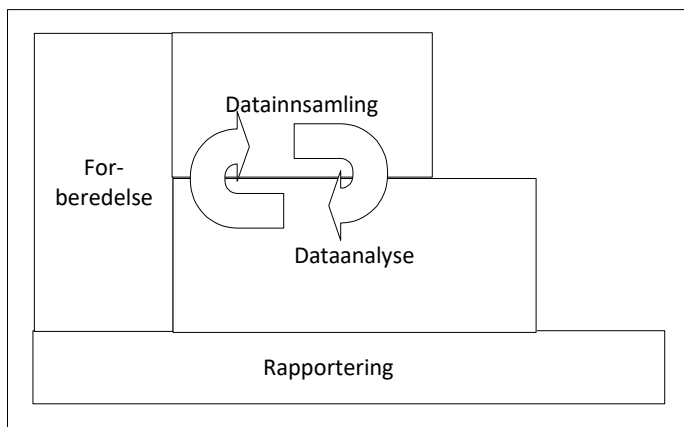 Datainnsamling
For-
beredelse
Dataanalyse
Rapportering